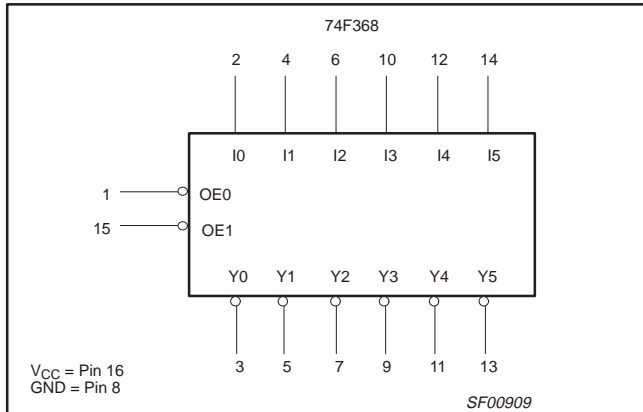 74F368
2 4 6 10 12 14
I0 I1 I2 I3 I4 I5
1 OE0
15 OE1
Y0 Y1 Y2 Y3 Y4 Y5
3 5 7 9 11 13
VCC = Pin 16
GND = Pin 8
SF00909